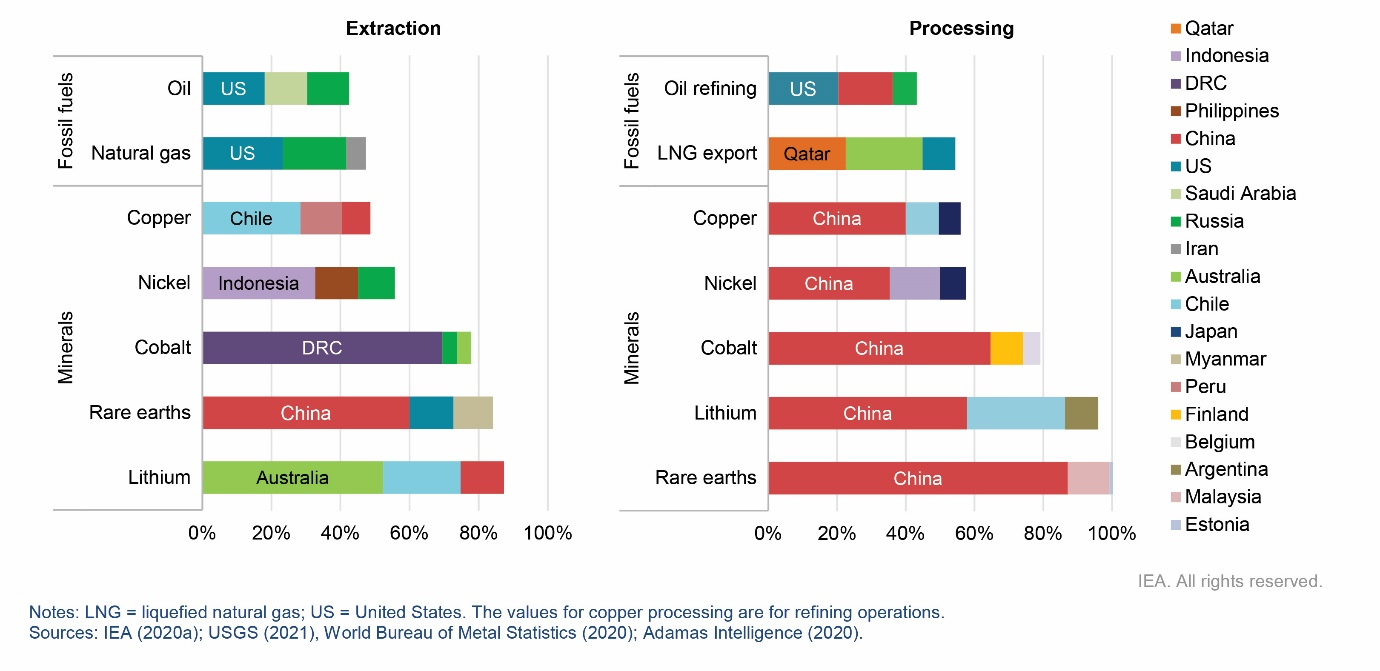 Extraction
Fossil fuels
Oil
US
Natural gas
US
Minerals
Copper
Chile
Nickel
Indonesia
Cobalt
DRC
Rare earths
China
Lithium
Australia
0% 20% 40% 60% 80% 100%
Processing
Fossil fuels
Oil refining
US
LNG export
Qatar
Minerals
Copper
China
Nickel
China
Cobalt
China
Lithium
China
Rare earths
China
0% 20% 40% 60% 80% 100%
Qatar
Indonesia
DRC
Philippines
China
US
Saudi Arabia
Russia
Iran
Australia
Chile
Japan
Myanmar
Peru
Finland
Belgium
Argentina
Malaysia
Estonia
IEA. All rights reserved.
Notes: LNG = liquefied natural gas; US = United States. The values for copper processing are for refining operations.
Sources: IEA (2020a); USGS (2021), World Bureau of Metal Statistics (2020); Adamas Intelligence (2020).